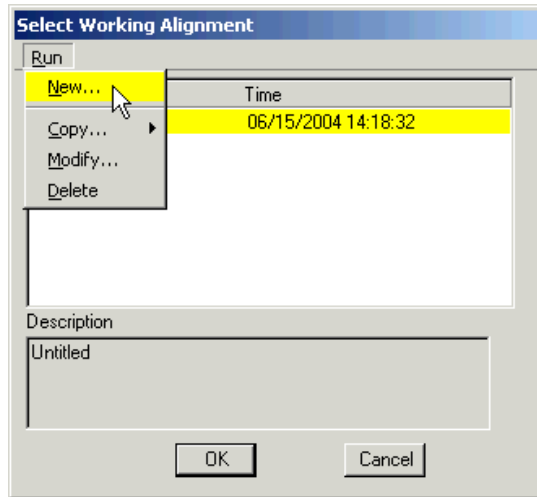 Select Working Alignment
Run
New...
Time
06/15/2004 14:18:32
Copy...
Modify...
Delete
Description
Untitled
OK
Cancel